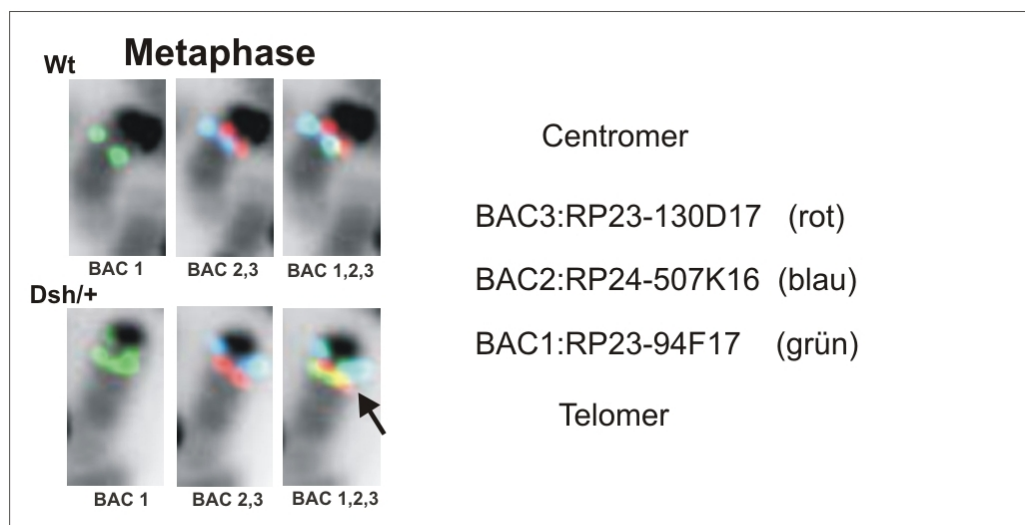 Metaphase
Wt
BAC 1
BAC 2,3
BAC 1,2,3
Dsh/+
BAC 1
BAC 2,3
BAC 1,2,3
Centromer
BAC3:RP23-130D17 (rot)
BAC2:RP24-507K16 (blau)
BAC1:RP23-94F17 (grün)
Telomer